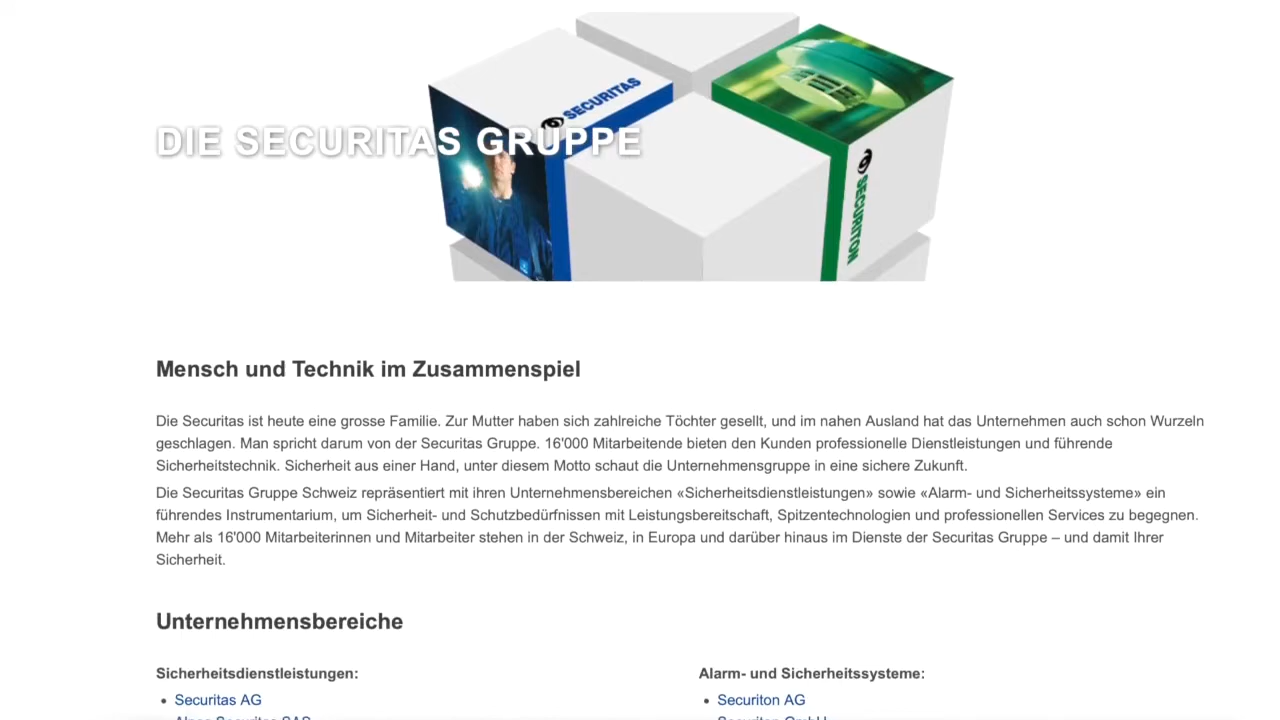 SECURITAS
DIE SECURITAS GRUPPE
SECURITON
Mensch und Technik im Zusammenspiel
Die Securitas ist heute eine grosse Familie. Zur Mutter haben sich zahlreiche Töchter gesellt, und im nahen Ausland hat das Unternehmen auch schon Wurzeln
geschlagen. Man spricht darum von der Securitas Gruppe. 16'000 Mitarbeitende bieten den Kunden professionelle Dienstleistungen und führende
Sicherheitstechnik. Sicherheit aus einer Hand, unter diesem Motto schaut die Unternehmensgruppe in eine sichere Zukunft.
Die Securitas Gruppe Schweiz repräsentiert mit ihren Unternehmensbereichen «Sicherheitsdienstleistungen» sowie «Alarm- und Sicherheitssysteme» ein
führendes Instrumentarium, um Sicherheit- und Schutzbedürfnissen mit Leistungsbereitschaft, Spitzentechnologien und professionellen Services zu begegnen.
Mehr als 16'000 Mitarbeiterinnen und Mitarbeiter stehen in der Schweiz, in Europa und darüber hinaus im Dienste der Securitas Gruppe – und damit Ihrer
Sicherheit.
Unternehmensbereiche
Sicherheitsdienstleistungen:
• Securitas AG
Alarm- und Sicherheitssysteme:
• Securiton AG